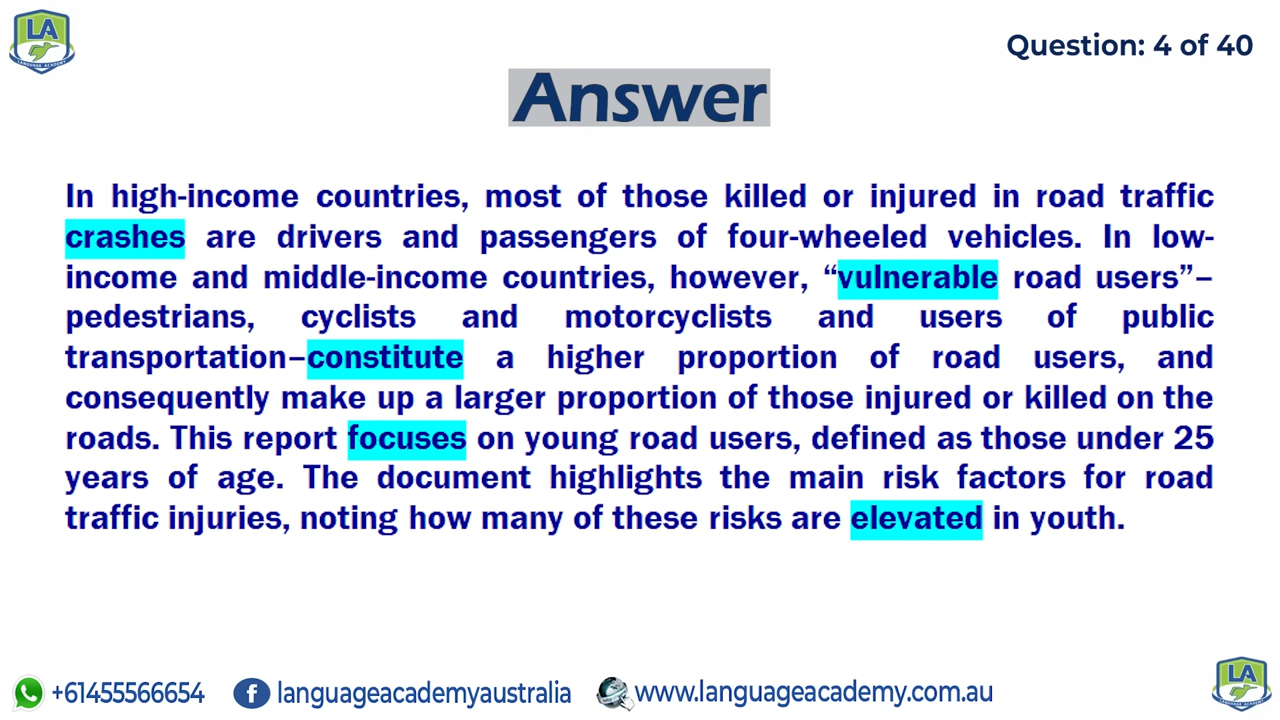 LA
LANGUAGE ACADEMY
Question: 4 of 40
Answer
In high-income countries, most of those killed or injured in road traffic
crashes are drivers and passengers of four-wheeled vehicles. In low-
income and middle-income countries, however, “vulnerable road users”–
pedestrians, cyclists and motorcyclists and users of public
transportation–constitute a higher proportion of road users, and
consequently make up a larger proportion of those injured or killed on the
roads. This report focuses on young road users, defined as those under 25
years of age. The document highlights the main risk factors for road
traffic injuries, noting how many of these risks are elevated in youth.
+61455566654 f languageacademyaustralia www.languageacademy.com.au
LA
LANGUAGE ACADEMY